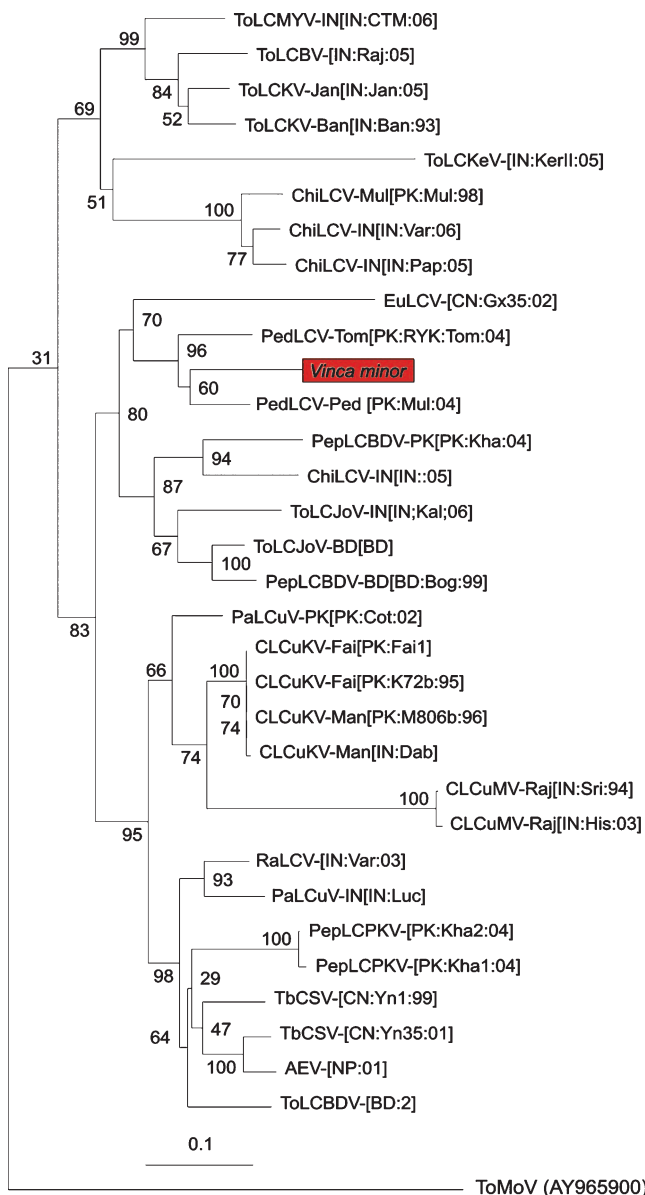 ToLCMYV-IN[IN:CTM:06]
99
ToLCBV-[IN:Raj:05]
84
ToLCKV-Jan[IN:Jan:05]
52
ToLCKV-Ban[IN:Ban:93]
69
ToLCKeV-[IN:KerII:05]
51
ChiLCV-Mul[PK:Mul:98]
100
ChiLCV-IN[IN:Var:06]
77
ChiLCV-IN[IN:Pap:05]
EuLCV-[CN:Gx35:02]
70
PedLCV-Tom[PK:RYK:Tom:04]
96
31
Vinca minor
60
PedLCV-Ped [PK:Mul:04]
80
PepLCBDV-PK[PK:Kha:04]
94
ChiLCV-IN[IN::05]
87
ToLCJoV-IN[IN;Kal;06]
67
ToLCJoV-BD[BD]
100
PepLCBDV-BD[BD:Bog:99]
83
PaLCuV-PK[PK:Cot:02]
CLCuKV-Fai[PK:Fai1]
66
100
CLCuKV-Fai[PK:K72b:95]
70
CLCuKV-Man[PK:M806b:96]
74
CLCuKV-Man[IN:Dab]
74
CLCuMV-Raj[IN:Sri:94]
100
CLCuMV-Raj[IN:His:03]
95
RaLCV-[IN:Var:03]
93
PaLCuV-IN[IN:Luc]
PepLCPKV-[PK:Kha2:04]
100
PepLCPKV-[PK:Kha1:04]
98
29
TbCSV-[CN:Yn1:99]
47
TbCSV-[CN:Yn35:01]
64
100
AEV-[NP:01]
ToLCBDV-[BD:2]
0.1
ToMoV (AY965900)